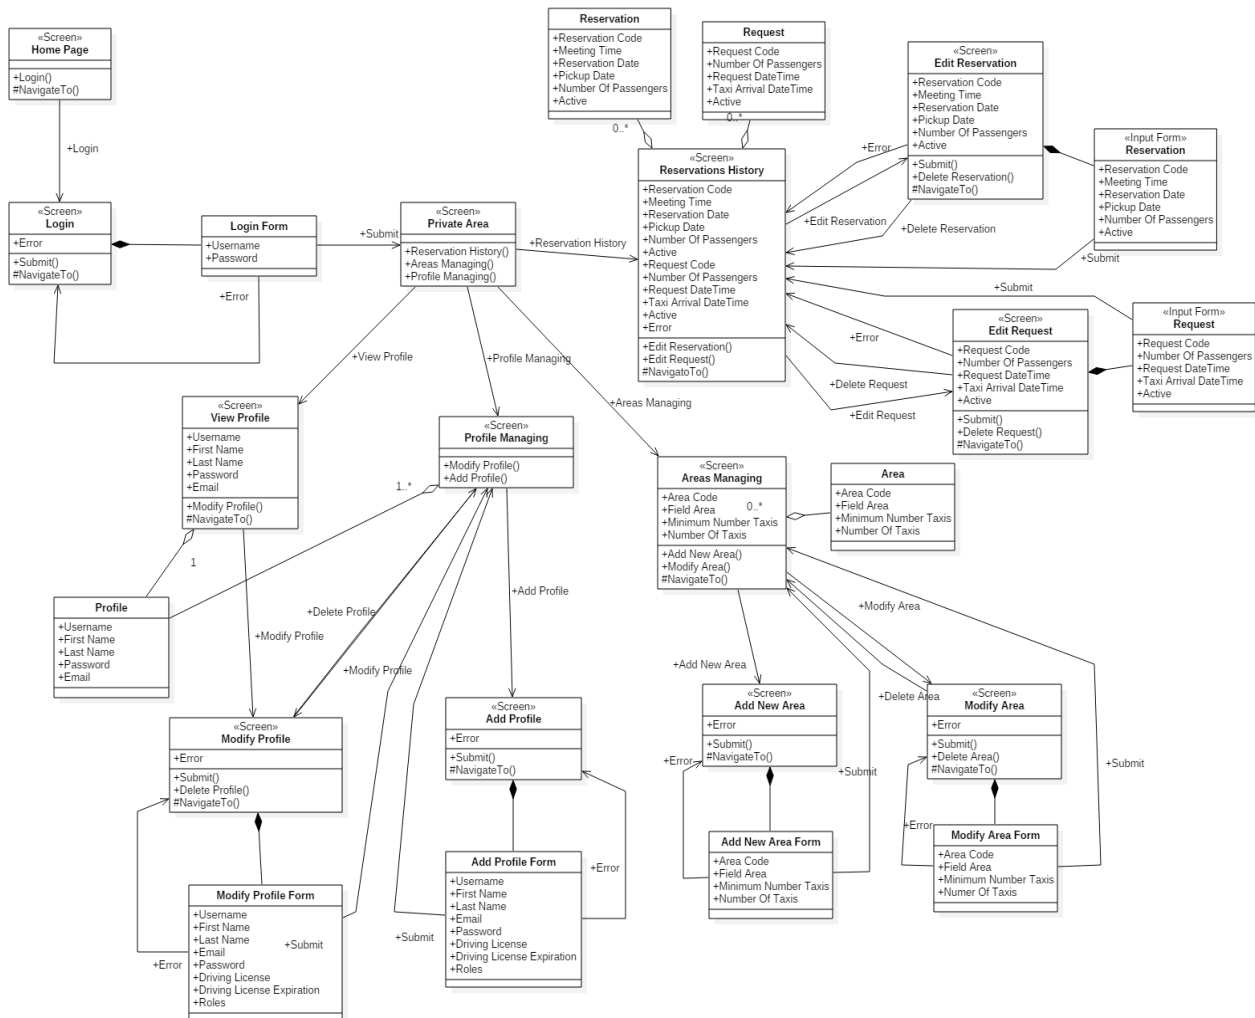 «Screen»
Home Page
+Login()
#NavigateTo()
+Login
«Screen»
Login
+Error
+Submit()
#NavigateTo()
Login Form
+Username
+Password
+Error
+Submit
«Screen»
Private Area
+Reservation History()
+Areas Managing()
+Profile Managing()
+Reservation History
+View Profile
+Profile Managing
+Areas Managing
Reservation
+Reservation Code
+Meeting Time
+Reservation Date
+Pickup Date
+Number Of Passengers
+Active
0..*
Request
+Request Code
+Number Of Passengers
+Request DateTime
+Taxi Arrival DateTime
+Active
0..*
«Screen»
Reservations History
+Reservation Code
+Meeting Time
+Reservation Date
+Pickup Date
+Number Of Passengers
+Active
+Request Code
+Number Of Passengers
+Request DateTime
+Taxi Arrival DateTime
+Active
+Error
+Edit Reservation()
+Edit Request()
#NavigatoTo()
+Error
+Edit Reservation
+Delete Reservation
+Submit
+Submit
+Error
+Delete Request
+Edit Request
«Screen»
Edit Reservation
+Reservation Code
+Meeting Time
+Reservation Date
+Pickup Date
+Number Of Passengers
+Active
+Submit()
+Delete Reservation()
#NavigateTo()
«Input Form»
Reservation
+Reservation Code
+Meeting Time
+Reservation Date
+Pickup Date
+Number Of Passengers
+Active
«Screen»
Edit Request
+Request Code
+Number Of Passengers
+Request DateTime
+Taxi Arrival DateTime
+Active
+Submit()
+Delete Request()
#NavigateTo()
«Input Form»
Request
+Request Code
+Number Of Passengers
+Request DateTime
+Taxi Arrival DateTime
+Active
«Screen»
View Profile
+Username
+First Name
+Last Name
+Password
+Email
+Modify Profile()
#NavigateTo()
1
«Screen»
Profile Managing
+Modify Profile()
+Add Profile()
1..*
Profile
+Username
+First Name
+Last Name
+Password
+Email
+Delete Profile
+Modify Profile
+Modify Profile
+Add Profile
«Screen»
Areas Managing
+Area Code
+Field Area
+Minimum Number Taxis
+Number Of Taxis
+Add New Area()
+Modify Area()
#NavigateTo()
0..*
Area
+Area Code
+Field Area
+Minimum Number Taxis
+Number Of Taxis
+Modify Area
+Add New Area
+Delete Area
«Screen»
Modify Profile
+Error
+Submit()
+Delete Profile()
#NavigateTo()
+Error
+Submit
Modify Profile Form
+Username
+First Name
+Last Name
+Email
+Password
+Driving License
+Driving License Expiration
+Roles
«Screen»
Add Profile
+Error
+Submit()
#NavigateTo()
+Error
+Submit
Add Profile Form
+Username
+First Name
+Last Name
+Email
+Password
+Driving License
+Driving License Expiration
+Roles
«Screen»
Add New Area
+Error
+Submit()
#NavigateTo()
+Error
+Submit
Add New Area Form
+Area Code
+Field Area
+Minimum Number Taxis
+Number Of Taxis
«Screen»
Modify Area
+Error
+Submit()
+Delete Area()
#NavigateTo()
+Error
+Submit
Modify Area Form
+Area Code
+Field Area
+Minimum Number Taxis
+Numer Of Taxis